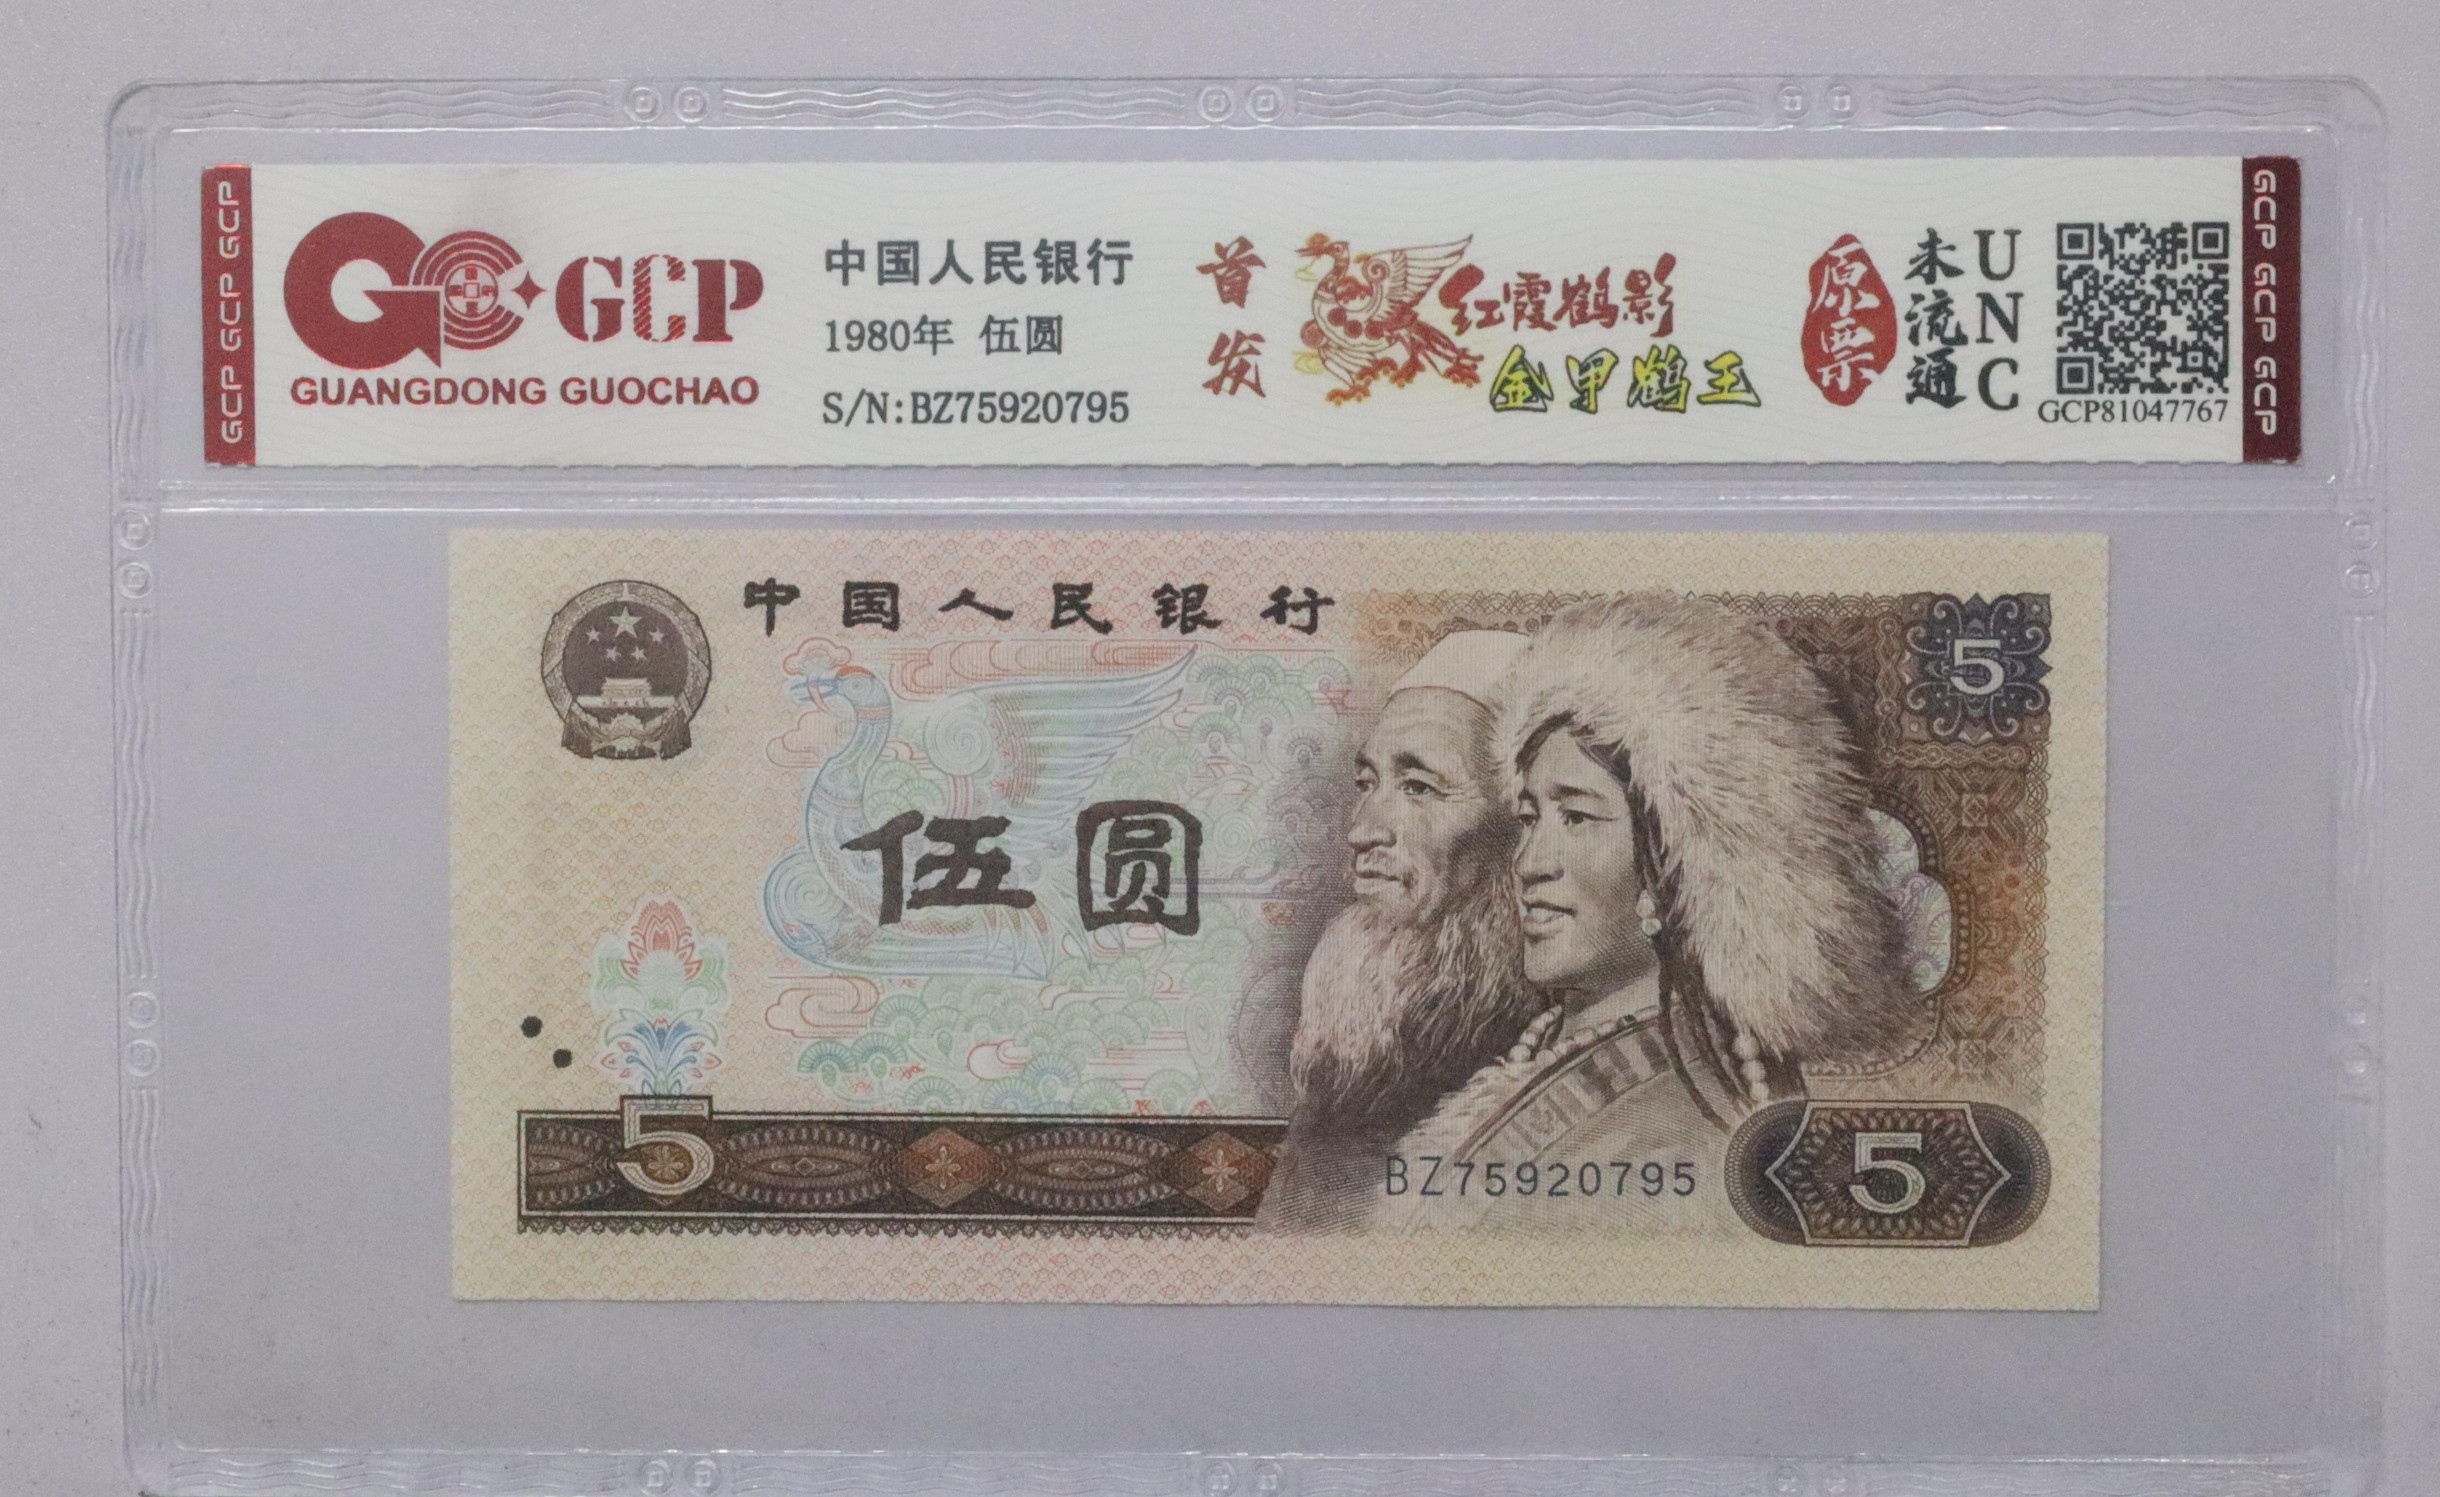 GCP GCP GCP
GCP
GUANGDONG GUOCHAO
中国人民银行
1980年 伍圆
S/N:BZ75920795
首发
红霞鹤影
金甲鹤王
原票
未流通
UNC
GCP81047767
GCP GCP GCP
中国人民银行
5
伍圆
5
BZ75920795
5